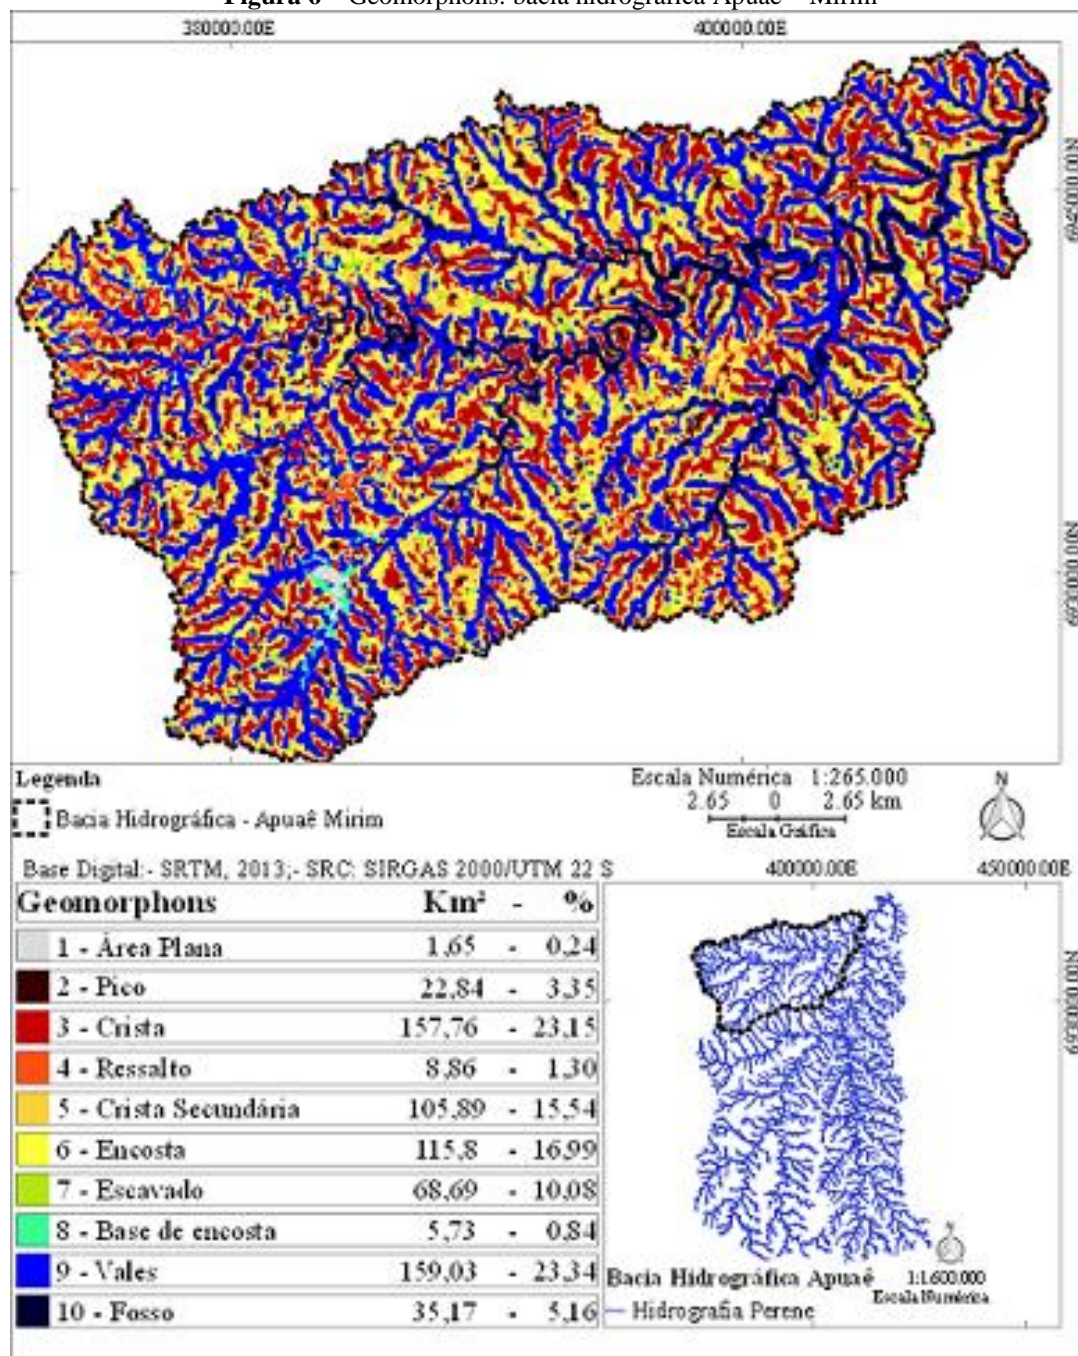 Figura 6 – Geomorphons: bacia hidrográfica Apuaê – Mirim
380000.00E 400000.00E
6945000.00N
Legenda
Bacia Hidrográfica - Apuaê Mirim
Escala Numérica 1:265.000
2.65 0 2.65 km
Escala Gráfica
N
Base Digital:- SRTM, 2013;- SRC: SIRGAS 2000/UTM 22 S
Geomorphons Km² - %
1 - Área Plana 1,65 - 0,24
2 - Pico 22,84 - 3,35
3 - Crista 157,76 - 23,15
4 - Ressalto 8,86 - 1,30
5 - Crista Secundária 105,89 - 15,54
6 - Encosta 115,8 - 16,99
7 - Escavado 68,69 - 10,08
8 - Base de encosta 5,73 - 0,84
9 - Vales 159,03 - 23,34
10 - Fosso 35,17 - 5,16
400000.00E 450000.00E
Bacia Hidrográfica Apuaê
Hidrografia Perene
1:1.600.000
Escala Numérica